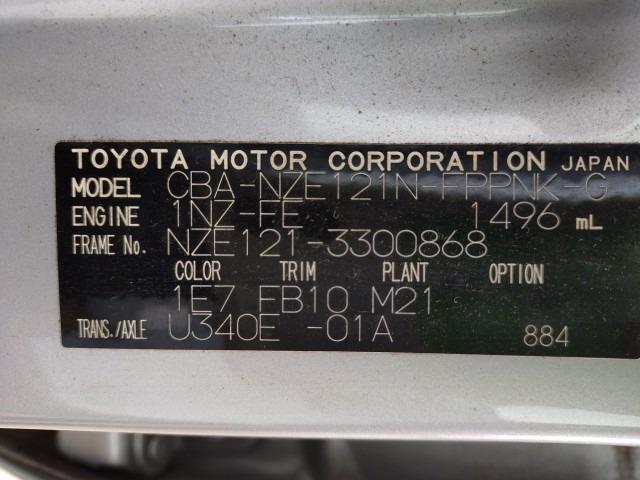 TOYOTA MOTOR CORPORATION JAPAN
MODEL CBA-NZE121N-FPPNK-G
ENGINE 1NZ-FE 1496 mL
FRAME No. NZE121-3300868
COLOR TRIM PLANT OPTION
1E7 FB10 M21
TRANS./AXLE U340E -01A 884